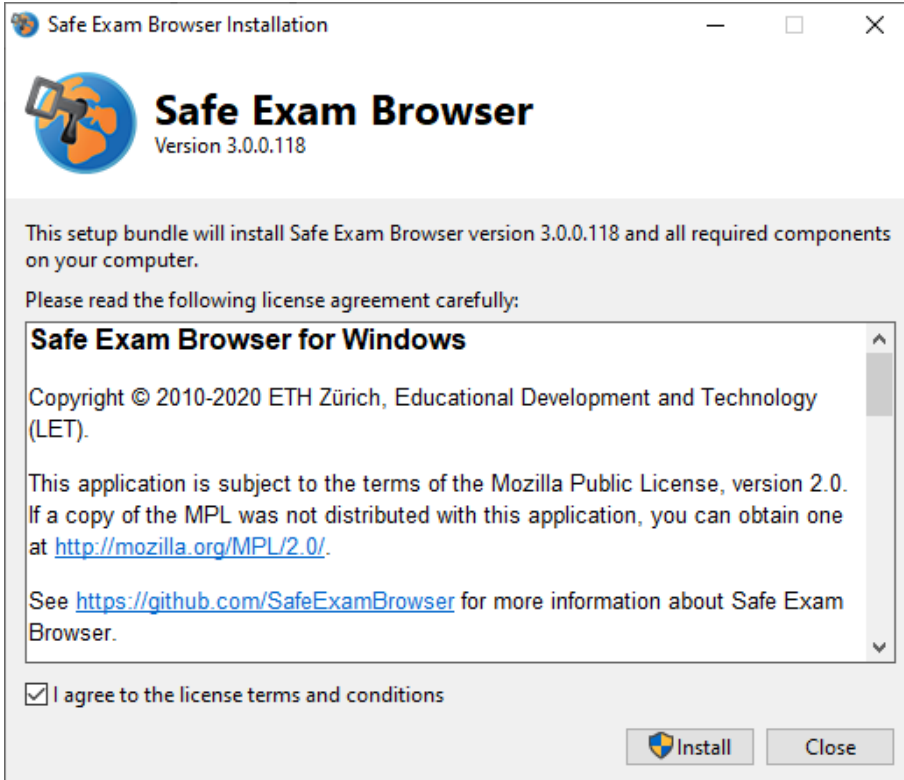 Safe Exam Browser Installation
Safe Exam Browser
Version 3.0.0.118
This setup bundle will install Safe Exam Browser version 3.0.0.118 and all required components
on your computer.
Please read the following license agreement carefully:
Safe Exam Browser for Windows
Copyright © 2010-2020 ETH Zürich, Educational Development and Technology
(LET).
This application is subject to the terms of the Mozilla Public License, version 2.0.
If a copy of the MPL was not distributed with this application, you can obtain one
at http://mozilla.org/MPL/2.0/.
See https://github.com/SafeExamBrowser for more information about Safe Exam
Browser.
I agree to the license terms and conditions
Install Close